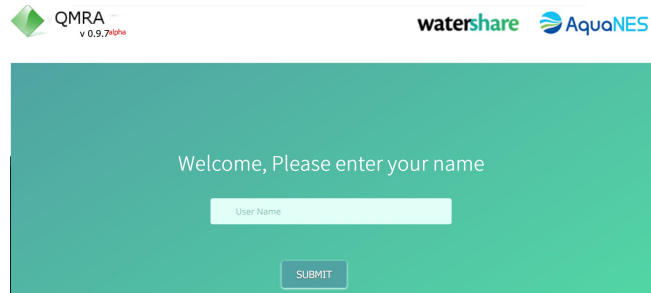 QMRA
v 0.9.7alpha
watershare AquaNES
Welcome, Please enter your name
User Name
SUBMIT